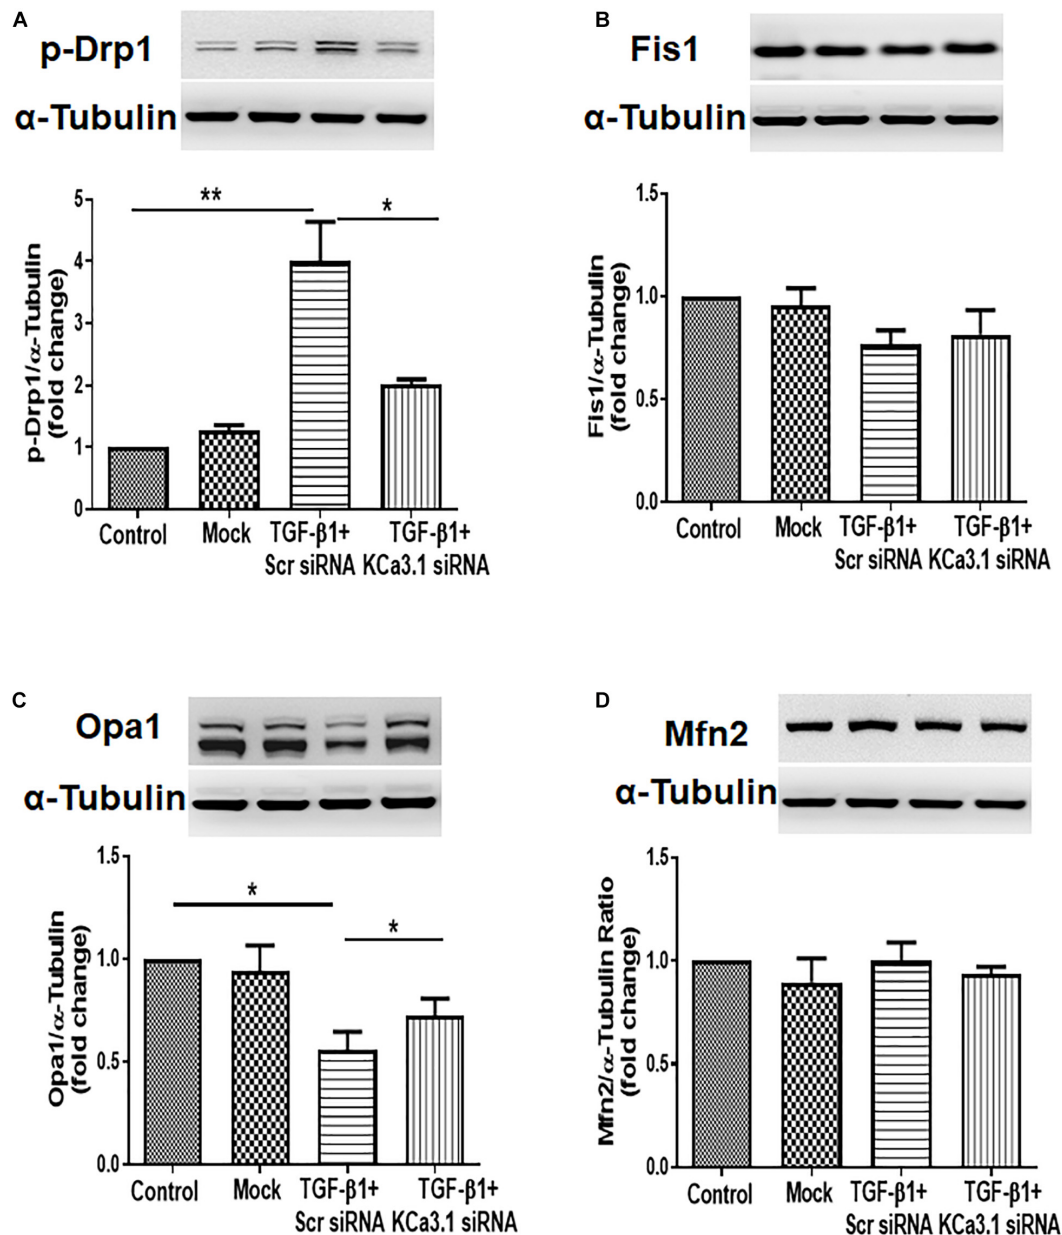 A
p-Drp1
α-Tubulin
**
*
5
4
3
2
1
0
p-Drp1/α-Tubulin
(fold change)
Control Mock TGF-β1+ TGF-β1+
Scr siRNA KCa3.1 siRNA
B
Fis1
α-Tubulin
1.5
1.0
0.5
0.0
Fis1/α-Tubulin
(fold change)
Control Mock TGF-β1+ TGF-β1+
Scr siRNA KCa3.1 siRNA
C
Opa1
α-Tubulin
*
*
1.5
1.0
0.5
0.0
Opa1/α-Tubulin
(fold change)
Control Mock TGF-β1+ TGF-β1+
Scr siRNA KCa3.1 siRNA
D
Mfn2
α-Tubulin
1.5
1.0
0.5
0.0
Mfn2/α-Tubulin Ratio
(fold change)
Control Mock TGF-β1+ TGF-β1+
Scr siRNA KCa3.1 siRNA